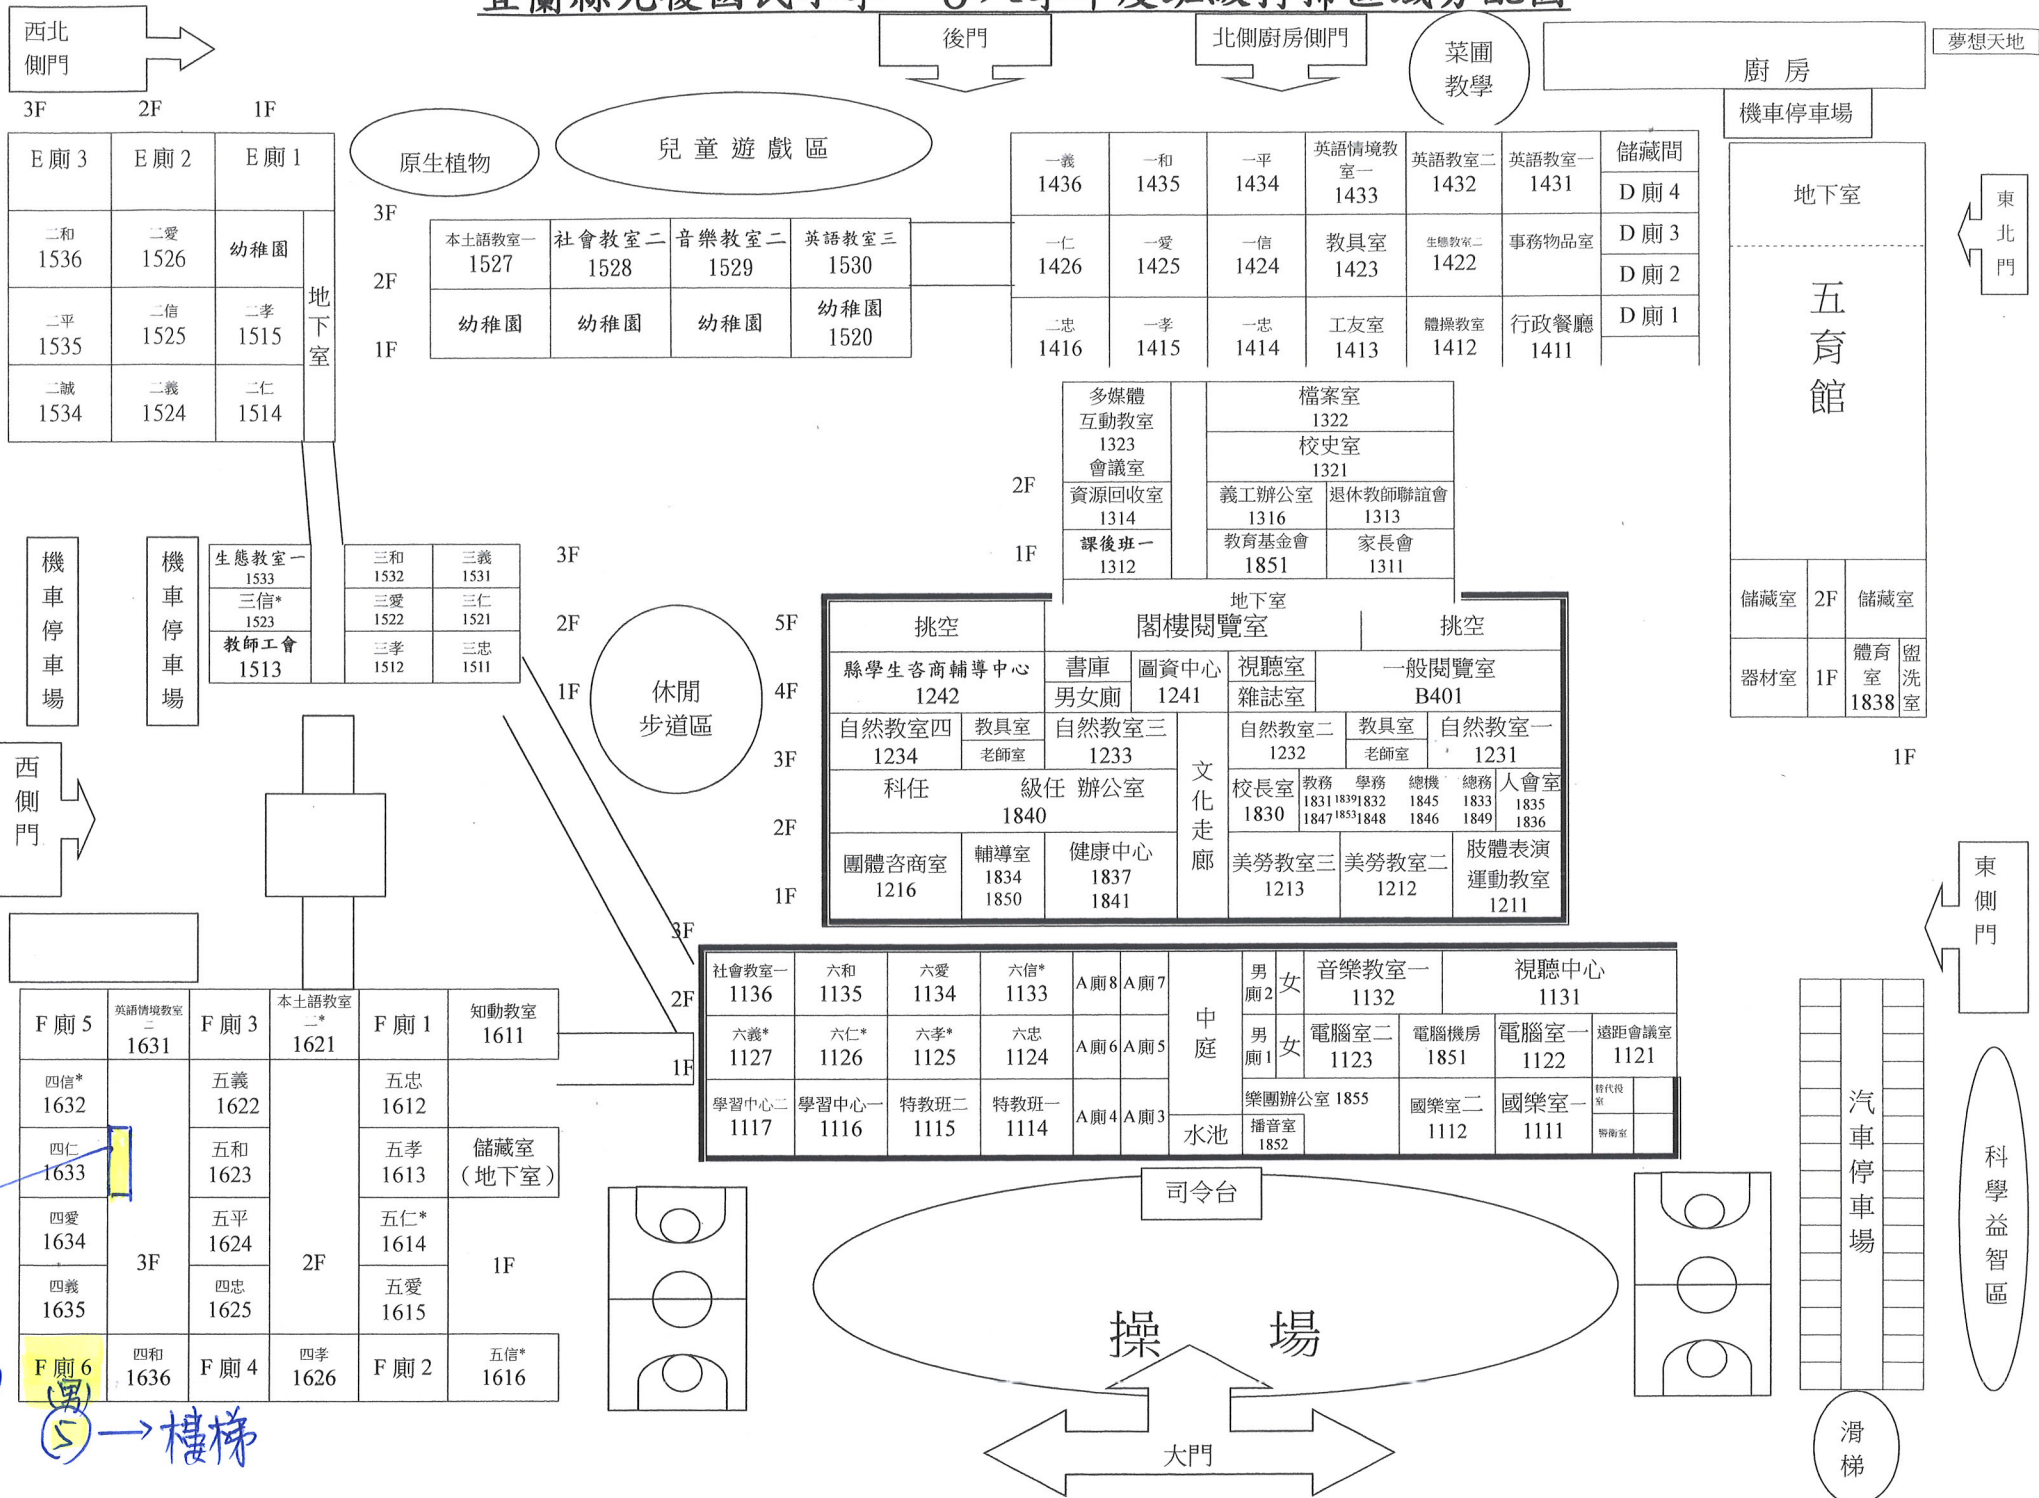 西北
側門
後門
北側廚房側門
菜圃
教學
廚 房
夢想天地
機車停車場
3F
2F
1F
E 廁 3
E 廁 2
E 廁 1
二和
1536
二愛
1526
幼稚園
二平
1535
二信
1525
二孝
1515
二誠
1534
二義
1524
二仁
1514
地下室
原生植物
兒童遊戲區
3F
2F
1F
本土語教室一
1527
社會教室二
1528
音樂教室二
1529
英語教室三
1530
幼稚園
幼稚園
幼稚園
幼稚園
1520
一義
1436
一和
1435
一平
1434
英語情境教
室一
1433
英語教室二
1432
英語教室一
1431
儲藏間
D 廁 4
一仁
1426
一愛
1425
一信
1424
教具室
1423
生態教室二
1422
事務物品室
D 廁 3
D 廁 2
二忠
1416
一孝
1415
一忠
1414
工友室
1413
體操教室
1412
行政餐廳
1411
D 廁 1
地下室
五育館
儲藏室
2F
儲藏室
器材室
1F
體育
室
1838
盥洗室
1F
東北門
多媒體
互動教室
1323
會議室
檔案室
1322
校史室
1321
2F
資源回收室
1314
義工辦公室
1316
退休教師聯誼會
1313
1F
課後班一
1312
教育基金會
1851
家長會
1311
地下室
機車停車場
機車停車場
生態教室一
1533
三和
1532
三義
1531
3F
三信*
1523
三愛
1522
三仁
1521
2F
教師工會
1513
三孝
1512
三忠
1511
1F
休閒
步道區
西側門
5F
挑空
閣樓閱覽室
挑空
4F
縣學生咨商輔導中心
1242
書庫
男女廁
圖資中心
1241
視聽室
雜誌室
一般閱覽室
B401
3F
自然教室四
1234
教具室
老師室
自然教室三
1233
文化走廊
自然教室二
1232
教具室
老師室
自然教室一
1231
2F
科任 級任 辦公室
1840
校長室
1830
教務 學務 總機 總務
1831 1839 1832 1845 1833
1847 1853 1848 1846 1849
人會室
1835
1836
1F
團體咨商室
1216
輔導室
1834
1850
健康中心
1837
1841
美勞教室三
1213
美勞教室二
1212
肢體表演
運動教室
1211
東側門
3F
2F
1F
社會教室一
1136
六和
1135
六愛
1134
六信*
1133
A廁8
A廁7
中庭
男
廁2
女
音樂教室一
1132
視聽中心
1131
六義*
1127
六仁*
1126
六孝*
1125
六忠
1124
A廁6
A廁5
男
廁1
女
電腦室二
1123
電腦機房
1851
電腦室一
1122
遠距會議室
1121
學習中心二
1117
學習中心一
1116
特教班二
1115
特教班一
1114
A廁4
A廁3
水池
樂團辦公室 1855
播音室
1852
國樂室二
1112
國樂室一
1111
替代役
室
警衛室
F 廁 5
英語情境教室
二
1631
F 廁 3
本土語教室
二*
1621
F 廁 1
知動教室
1611
四信*
1632
五義
1622
五忠
1612
四仁
1633
五和
1623
五孝
1613
儲藏室
（地下室）
四愛
1634
3F
五平
1624
2F
五仁*
1614
1F
四義
1635
四忠
1625
五愛
1615
F 廁 6
四和
1636
F 廁 4
四孝
1626
F 廁 2
五信*
1616
(男)
5 → 樓梯
司令台
操場
大門
汽車停車場
科學益智區
滑梯